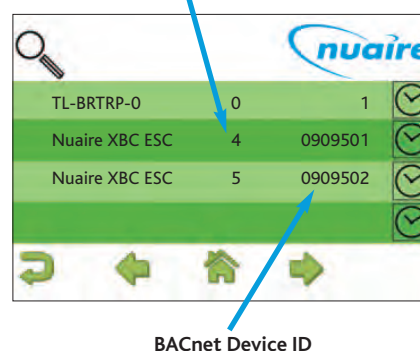 nuaire
TL-BRTRP-0 0 1
Nuaire XBC ESC 4 0909501
Nuaire XBC ESC 5 0909502
BACnet Device ID